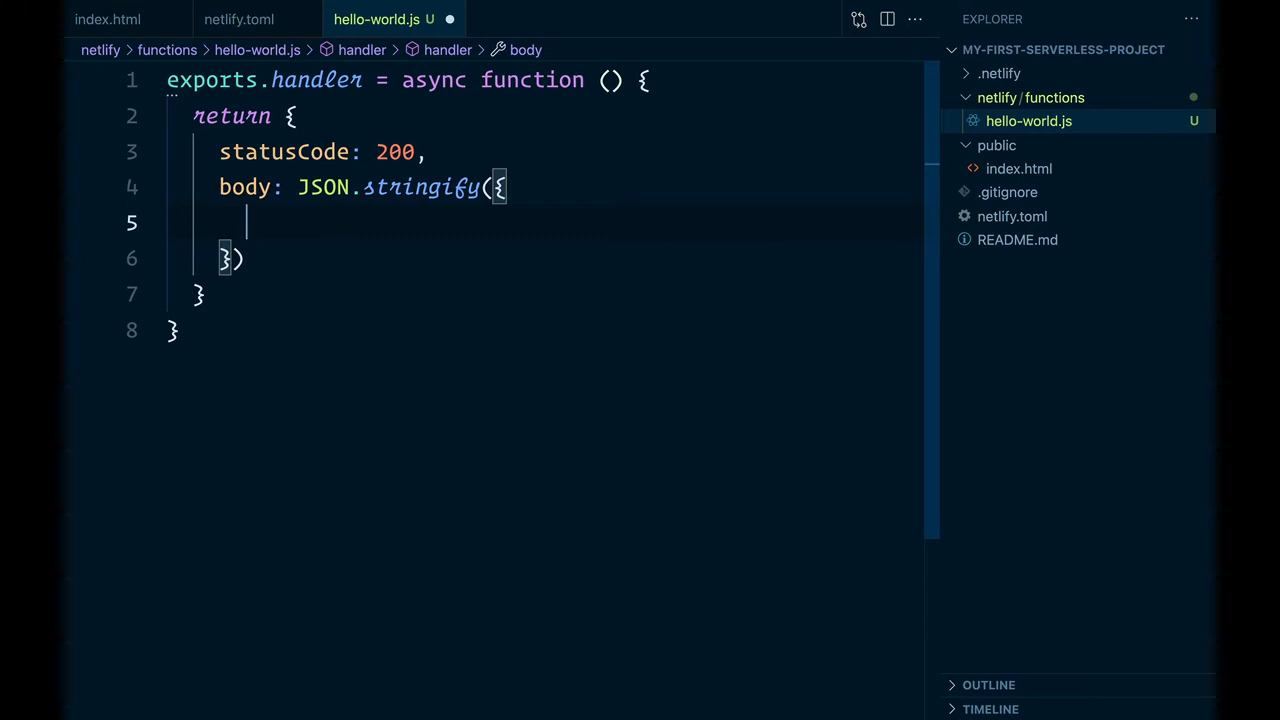 index.html
netlify.toml
hello-world.js U
netlify > functions > hello-world.js > handler > handler > body
1 exports.handler = async function () {
2 return {
3 statusCode: 200,
4 body: JSON.stringify({
5
6 })
7 }
8 }
EXPLORER
MY-FIRST-SERVERLESS-PROJECT
.netlify
netlify/functions
hello-world.js U
public
index.html
.gitignore
netlify.toml
README.md
OUTLINE
TIMELINE